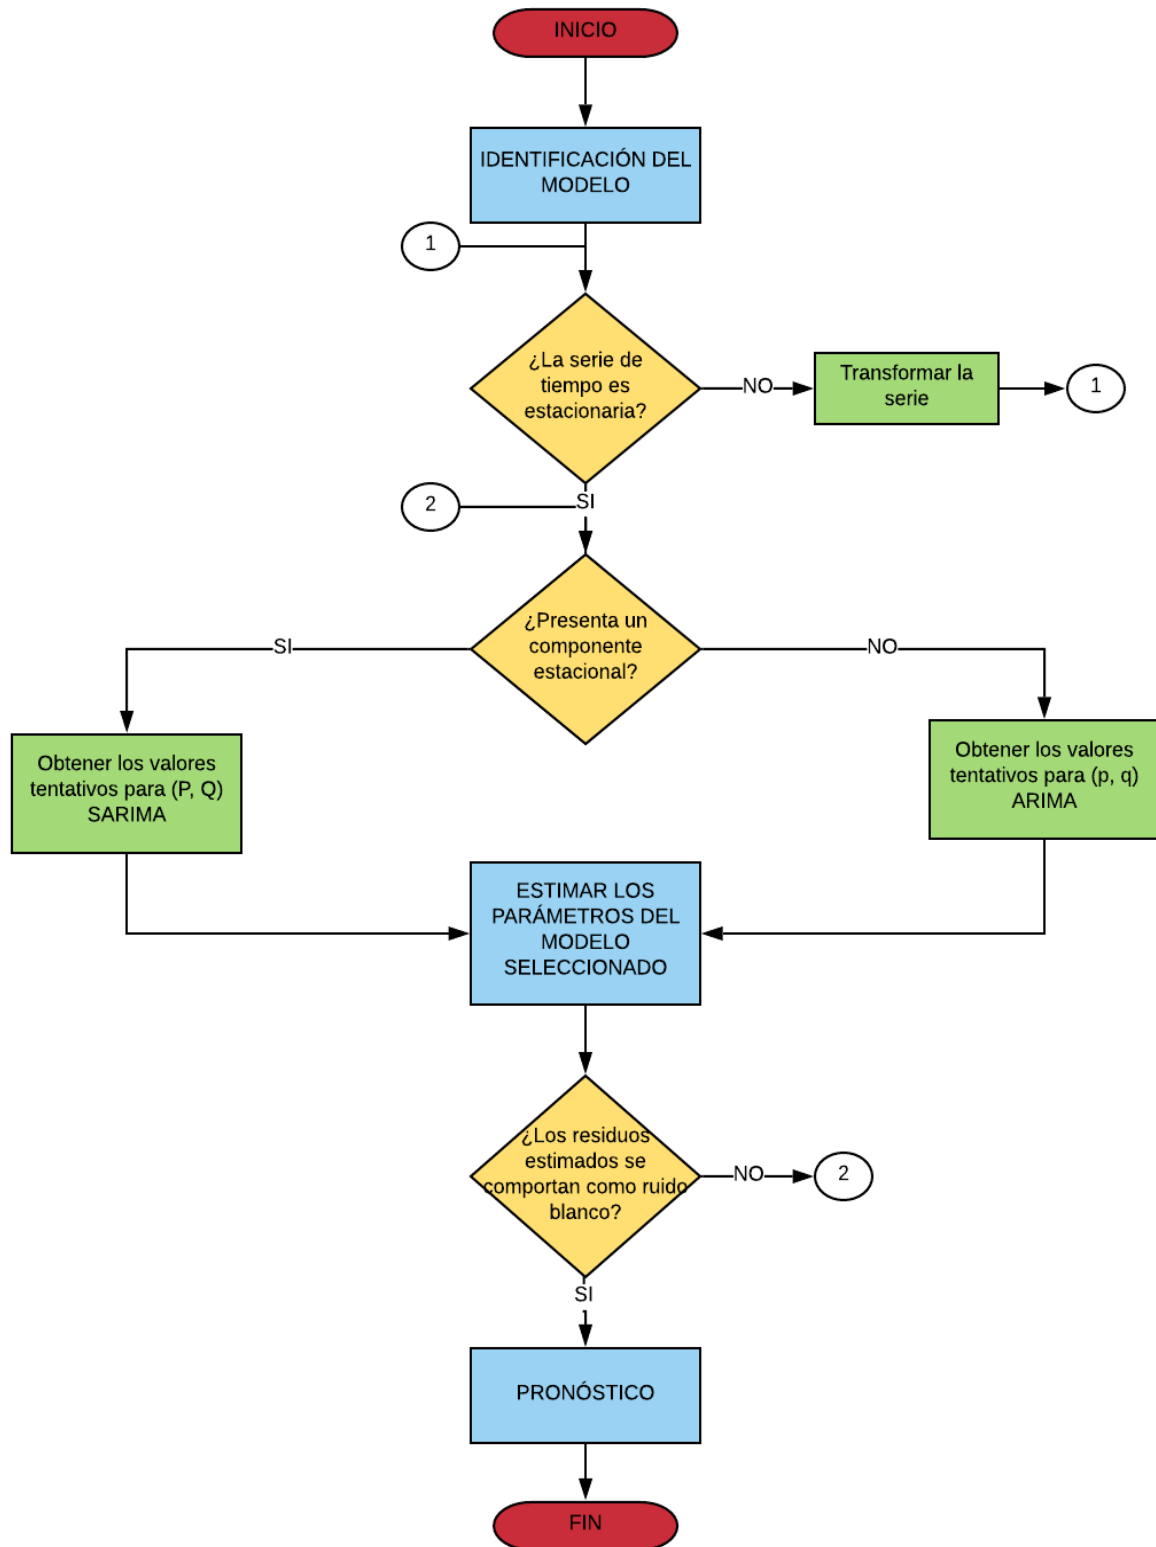 INICIO
IDENTIFICACIÓN DEL
MODELO
1
¿La serie de
tiempo es
estacionaria?
NO
Transformar la
serie
1
2
SI
¿Presenta un
componente
estacional?
SI
NO
Obtener los valores
tentativos para (P, Q)
SARIMA
Obtener los valores
tentativos para (p, q)
ARIMA
ESTIMAR LOS
PARÁMETROS DEL
MODELO
SELECCIONADO
¿Los residuos
estimados se
comportan como ruido
blanco?
NO
2
SI
PRONÓSTICO
FIN